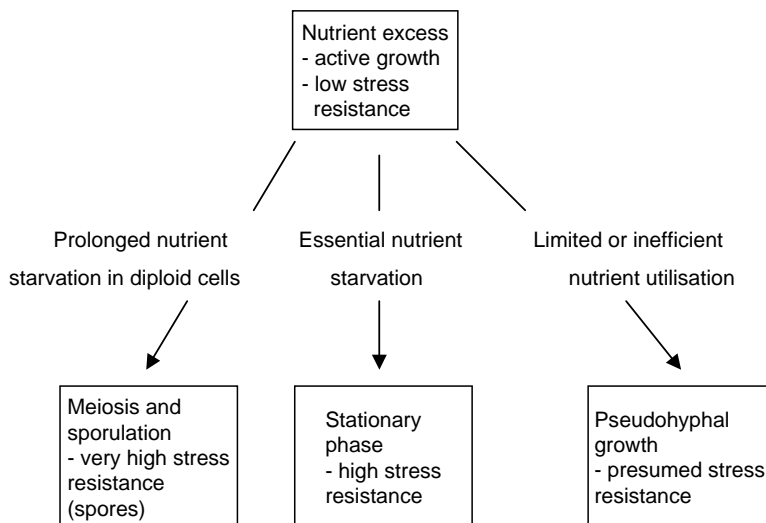 Nutrient excess
- active growth
- low stress
resistance
Prolonged nutrient
starvation in diploid cells
Essential nutrient
starvation
Limited or inefficient
nutrient utilisation
Meiosis and
sporulation
- very high stress
resistance
(spores)
Stationary
phase
- high stress
resistance
Pseudohyphal
growth
- presumed stress
resistance